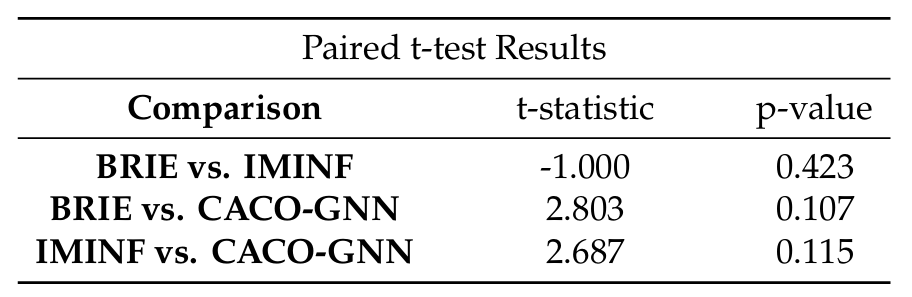 Paired t-test Results
Comparison t-statistic p-value
BRIE vs. IMINF -1.000 0.423
BRIE vs. CACO-GNN 2.803 0.107
IMINF vs. CACO-GNN 2.687 0.115